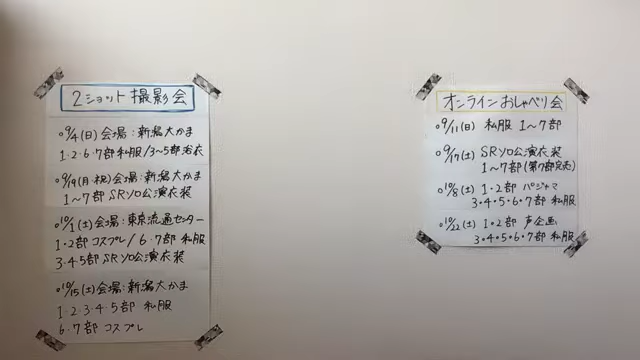 2ショット撮影会
○9/4(日)会場:新潟大かま
1・2・6・7部 私服/3〜5部浴衣
○9/19(月・祝)会場:新潟大かま
1〜7部 SRソロ公演衣装
○10/1(土)会場:東京流通センター
1・2部 コスプレ/6・7部 私服
3・4・5部 SRソロ公演衣装
○10/15(土)会場:新潟大かま
1・2・3・4・5部 私服
6・7部 コスプレ
オンラインおしゃべり会
○9/11(日) 私服 1〜7部
○9/17(土) SRソロ公演衣装
1〜7部(第7部完売)
○10/8(土) 1・2部 パジャマ
3・4・5・6・7部 私服
○10/22(土) 1・2部 声企画
3・4・5・6・7部 私服